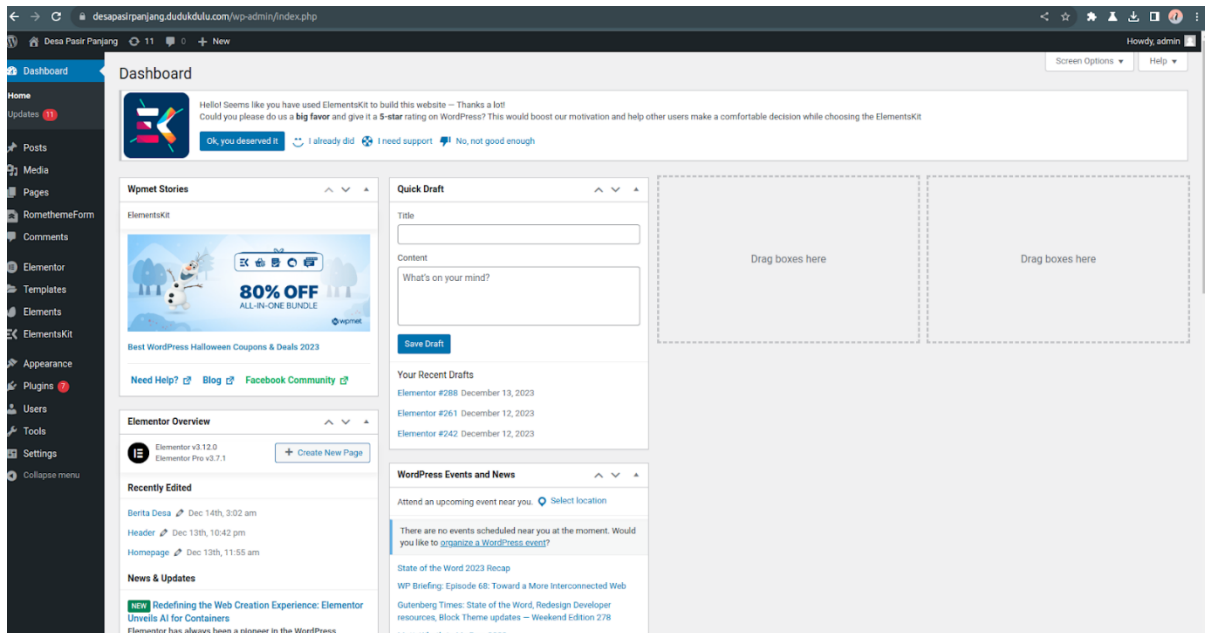 desapasirpanjang.dudukdulu.com/wp-admin/index.php
Desa Pasir Panjang 11 0 + New
Howdy, admin
Screen Options
Help
Dashboard
Home
Updates 11
Posts
Media
Pages
RomethemeForm
Comments
Elementor
Templates
Elements
ElementsKit
Appearance
Plugins 7
Users
Tools
Settings
Collapse menu
Dashboard
Hello! Seems like you have used ElementsKit to build this website — Thanks a lot!
Could you please do us a big favor and give it a 5-star rating on WordPress? This would boost our motivation and help other users make a comfortable decision while choosing the ElementsKit
Ok, you deserved it
I already did
I need support
No, not good enough
Wpmet Stories
ElementsKit
80% OFF
ALL-IN-ONE BUNDLE
wpmet
Best WordPress Halloween Coupons & Deals 2023
Need Help?
Blog
Facebook Community
Elementor Overview
Elementor v3.12.0
Elementor Pro v3.7.1
+ Create New Page
Recently Edited
Berita Desa Dec 14th, 3:02 am
Header Dec 13th, 10:42 pm
Homepage Dec 13th, 11:55 am
News & Updates
NEW Redefining the Web Creation Experience: Elementor
Unveils AI for Containers
Elementor has always been a pioneer in the WordPress
Quick Draft
Title
Content
What's on your mind?
Save Draft
Your Recent Drafts
Elementor #288 December 13, 2023
Elementor #261 December 12, 2023
Elementor #242 December 12, 2023
WordPress Events and News
Attend an upcoming event near you.
Select location
There are no events scheduled near you at the moment. Would
you like to organize a WordPress event?
State of the Word 2023 Recap
WP Briefing: Episode 68: Toward a More Interconnected Web
Gutenberg Times: State of the Word, Redesign Developer
resources, Block Theme updates — Weekend Edition 278
Drag boxes here
Drag boxes here